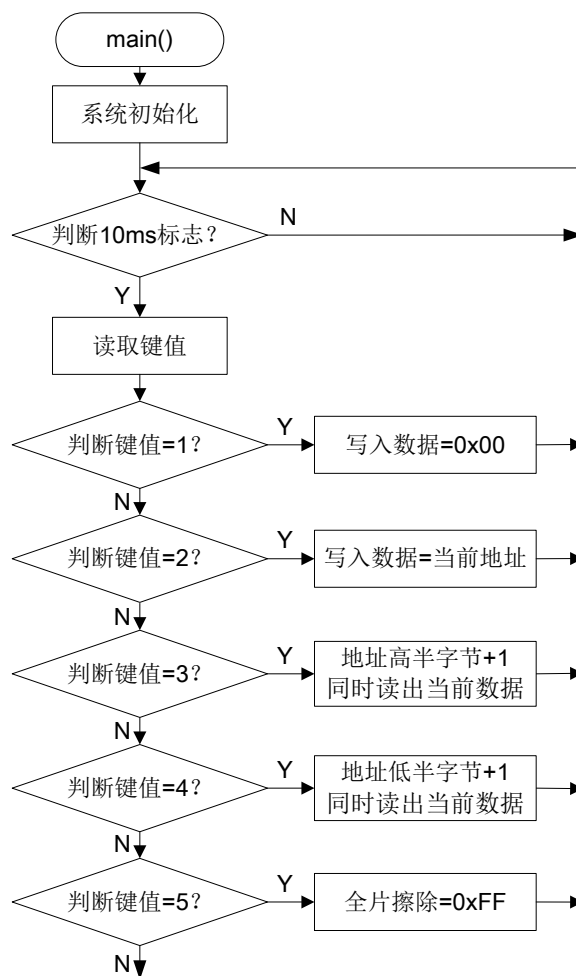 main()
系统初始化
判断10ms标志？
N
Y
读取键值
判断键值=1？
Y
写入数据=0x00
N
判断键值=2？
Y
写入数据=当前地址
N
判断键值=3？
Y
地址高半字节+1
同时读出当前数据
N
判断键值=4？
Y
地址低半字节+1
同时读出当前数据
N
判断键值=5？
Y
全片擦除=0xFF
N